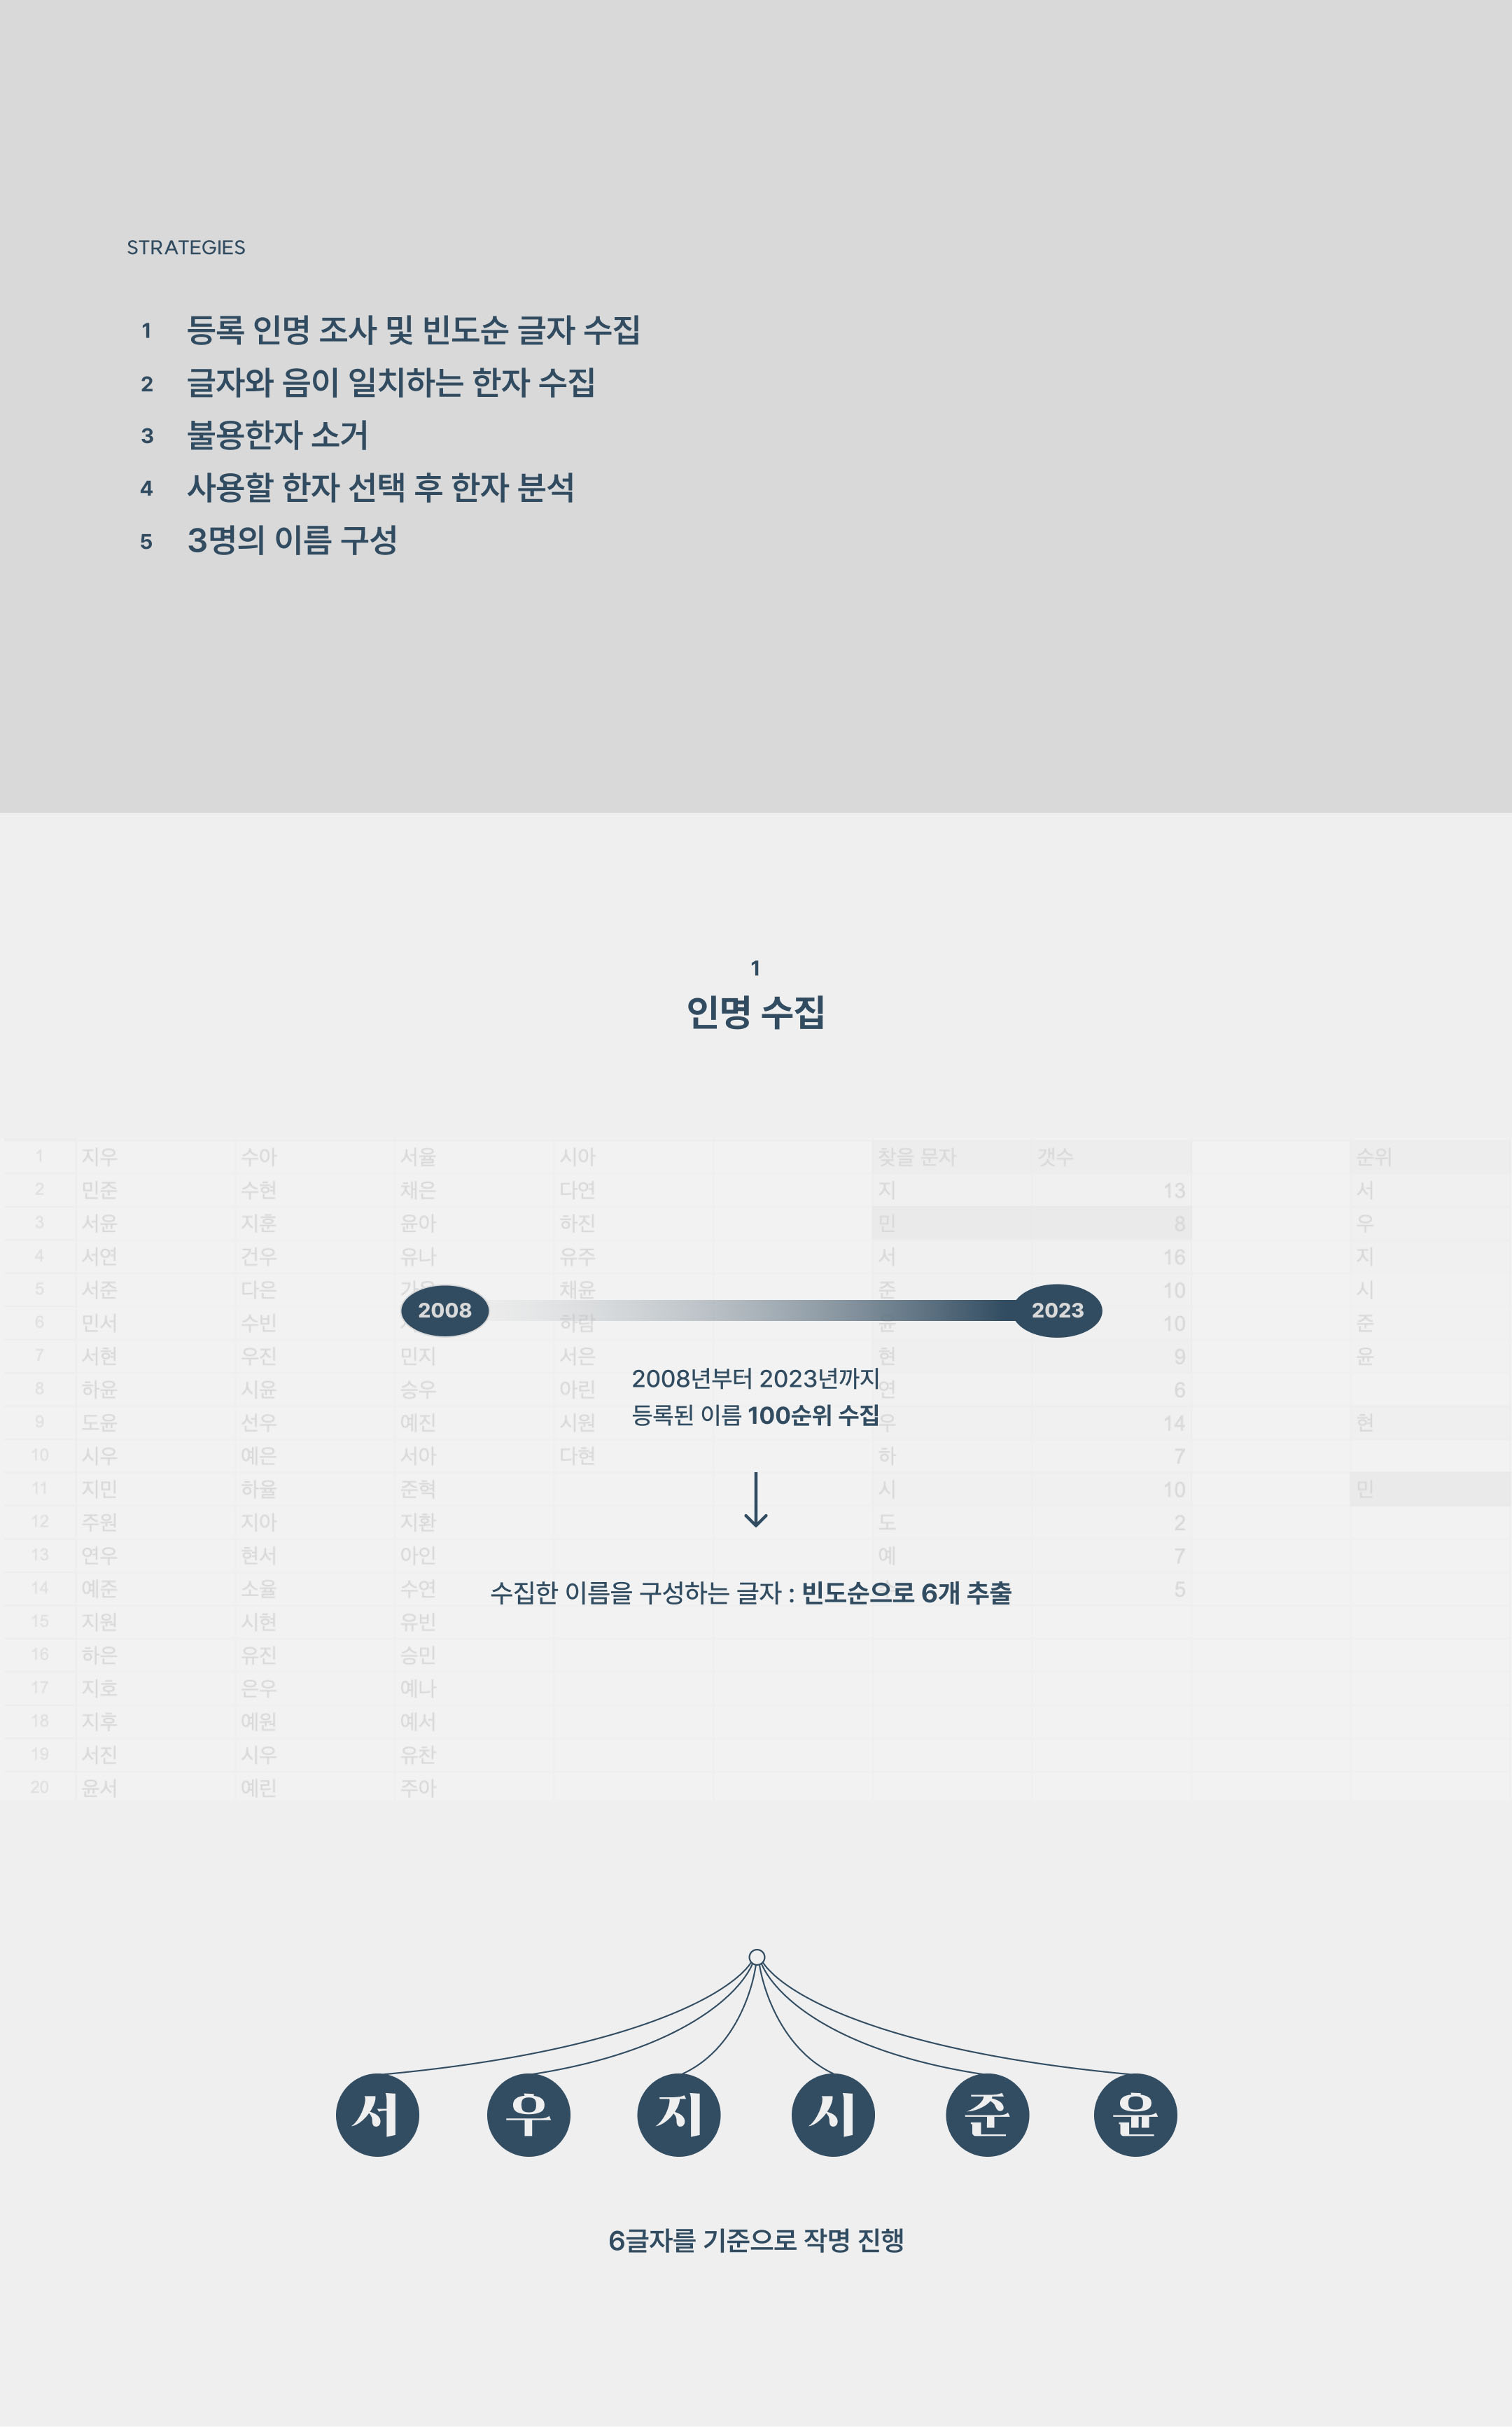 STRATEGIES
1 등록 인명 조사 및 빈도순 글자 수집
2 글자와 음이 일치하는 한자 수집
3 불용한자 소거
4 사용할 한자 선택 후 한자 분석
5 3명의 이름 구성
1
인명 수집
1 지우 수아 서율 시아 찾을 문자 갯수 순위
2 민준 수현 채은 다연 지 13 서
3 서윤 지훈 윤아 하진 민 8 우
4 서연 건우 유나 유주 서 16 지
5 서준 다은 채윤 준 10 시
6 민서 수빈 하람 윤 10 준
7 서현 우진 민지 서은 현 9 윤
8 하윤 시윤 승우 아린 연 6
9 도윤 선우 예진 시원 우 14 현
10 시우 예은 서아 다현 하 7
11 지민 하율 준혁 시 10 민
12 주원 지아 지환 도 2
13 연우 현서 아인 예 7
14 예준 소율 수연 5
15 지원 시현 유빈
16 하은 유진 승민
17 지호 은우 예나
18 지후 예원 예서
19 서진 시우 유찬
20 윤서 예린 주아
2008 2023
2008년부터 2023년까지
등록된 이름 100순위 수집
수집한 이름을 구성하는 글자 : 빈도순으로 6개 추출
서 우 지 시 준 윤
6글자를 기준으로 작명 진행